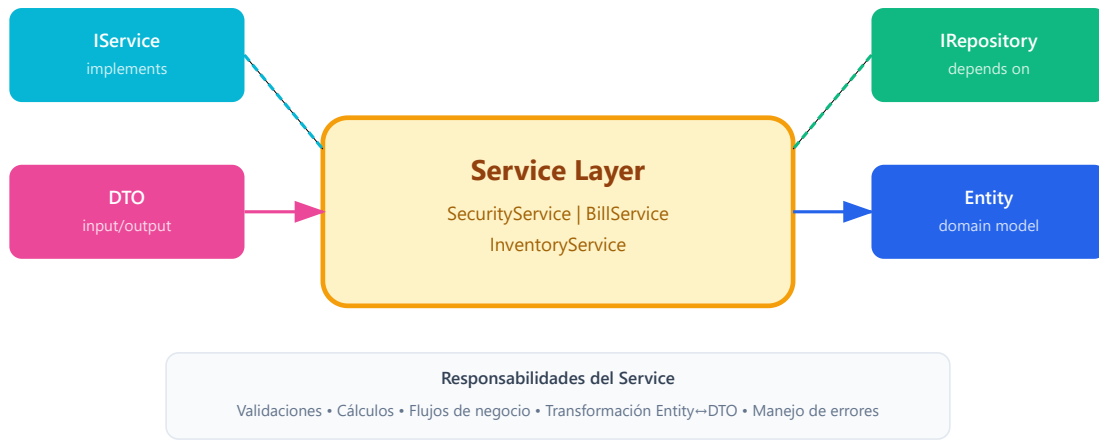 IService
implements
IRepository
depends on
DTO
input/output
Service Layer
SecurityService | BillService
InventoryService
Entity
domain model
Responsabilidades del Service
Validaciones • Cálculos • Flujos de negocio • Transformación Entity↔DTO • Manejo de errores